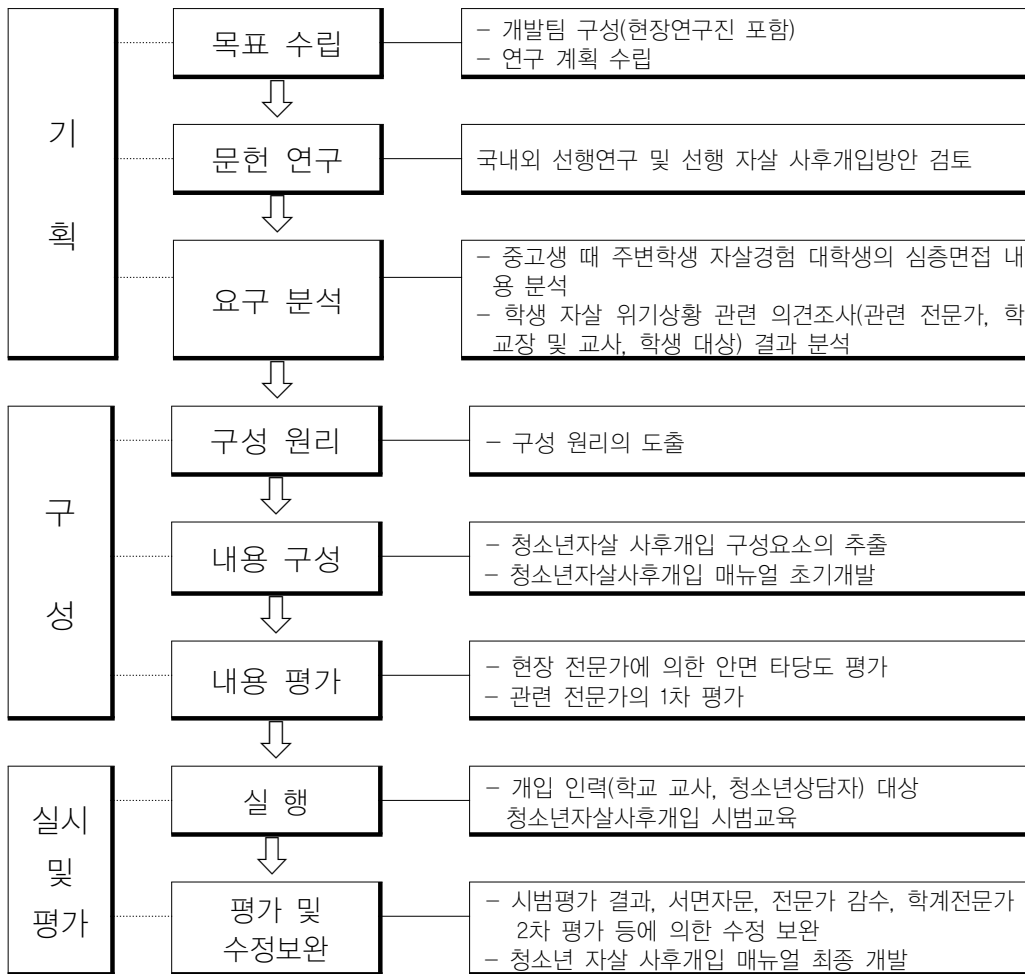 기
획
목표 수립
– 개발팀 구성(현장연구진 포함)
– 연구 계획 수립
문헌 연구
국내외 선행연구 및 선행 자살 사후개입방안 검토
요구 분석
– 중고생 때 주변학생 자살경험 대학생의 심층면접 내
용 분석
– 학생 자살 위기상황 관련 의견조사(관련 전문가, 학
교장 및 교사, 학생 대상) 결과 분석
구
성
구성 원리
– 구성 원리의 도출
내용 구성
– 청소년자살 사후개입 구성요소의 추출
– 청소년자살사후개입 매뉴얼 초기개발
내용 평가
– 현장 전문가에 의한 안면 타당도 평가
– 관련 전문가의 1차 평가
실시
및
평가
실 행
– 개입 인력(학교 교사, 청소년상담자) 대상
청소년자살사후개입 시범교육
평가 및
수정보완
– 시범평가 결과, 서면자문, 전문가 감수, 학계전문가
2차 평가 등에 의한 수정 보완
– 청소년 자살 사후개입 매뉴얼 최종 개발